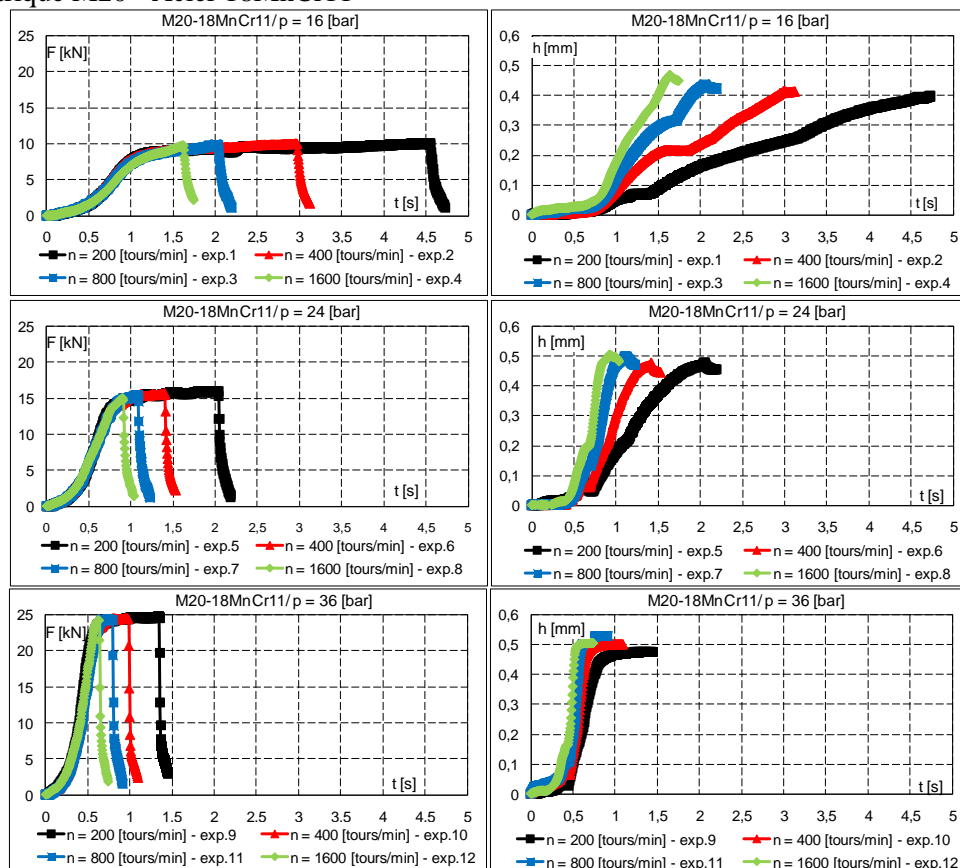 M20-18MnCr11/ p = 16 [bar]
F [kN]
25
20
15
10
5
0
t [s]
0 0,5 1 1,5 2 2,5 3 3,5 4 4,5 5
n = 200 [tours/min] - exp.1 n = 400 [tours/min] - exp.2
n = 800 [tours/min] - exp.3 n = 1600 [tours/min] - exp.4
M20-18MnCr11/ p = 16 [bar]
h [mm]
0,6
0,5
0,4
0,3
0,2
0,1
0
t [s]
0 0,5 1 1,5 2 2,5 3 3,5 4 4,5 5
n = 200 [tours/min] - exp.1 n = 400 [tours/min] - exp.2
n = 800 [tours/min] - exp.3 n = 1600 [tours/min] - exp.4
M20-18MnCr11/ p = 24 [bar]
F [kN]
25
20
15
10
5
0
t [s]
0 0,5 1 1,5 2 2,5 3 3,5 4 4,5 5
n = 200 [tours/min] - exp.5 n = 400 [tours/min] - exp.6
n = 800 [tours/min] - exp.7 n = 1600 [tours/min] - exp.8
M20-18MnCr11/ p = 24 [bar]
h [mm]
0,6
0,5
0,4
0,3
0,2
0,1
0
t [s]
0 0,5 1 1,5 2 2,5 3 3,5 4 4,5 5
n = 200 [tours/min] - exp.5 n = 400 [tours/min] - exp.6
n = 800 [tours/min] - exp.7 n = 1600 [tours/min] - exp.8
M20-18MnCr11/ p = 36 [bar]
F [kN]
25
20
15
10
5
0
t [s]
0 0,5 1 1,5 2 2,5 3 3,5 4 4,5 5
n = 200 [tours/min] - exp.9 n = 400 [tours/min] - exp.10
n = 800 [tours/min] - exp.11 n = 1600 [tours/min] - exp.12
M20-18MnCr11/ p = 36 [bar]
h [mm]
0,6
0,5
0,4
0,3
0,2
0,1
0
t [s]
0 0,5 1 1,5 2 2,5 3 3,5 4 4,5 5
n = 200 [tours/min] - exp.9 n = 400 [tours/min] - exp.10
n = 800 [tours/min] - exp.11 n = 1600 [tours/min] - exp.12